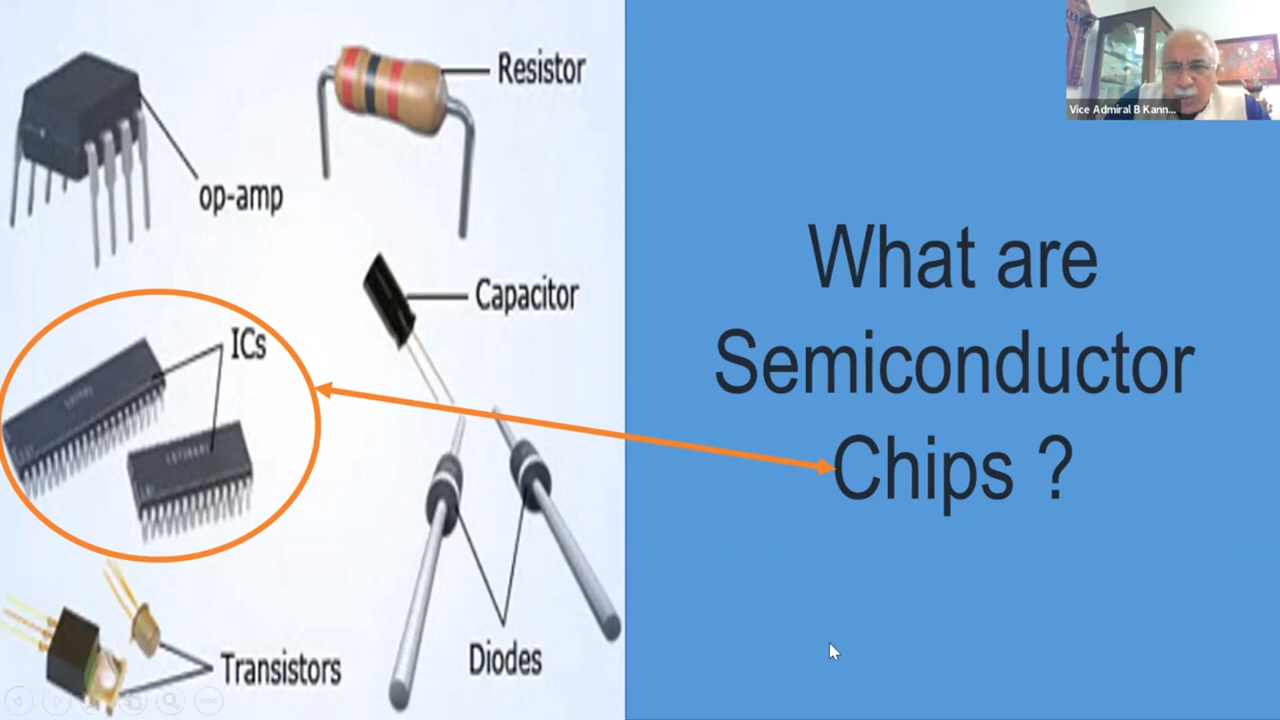 Resistor
op-amp
Capacitor
ICs
Transistors
Diodes
What are
Semiconductor
Chips ?
Vice Admiral B Kann...